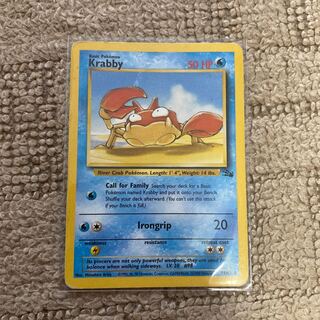 Basic Pokémon
Krabby
50 HP
River Crab Pokémon. Length: 1' 4", Weight: 14 lbs.
Call for Family Search your deck for a Basic
Pokémon named Krabby and put it onto your Bench.
Shuffle your deck afterward. (You can't use this attack
if your Bench is full.)
Irongrip 20
weakness resistance retreat cost
Its pincers are not only powerful weapons, they are used for
balance when walking sideways. LV. 20 #98